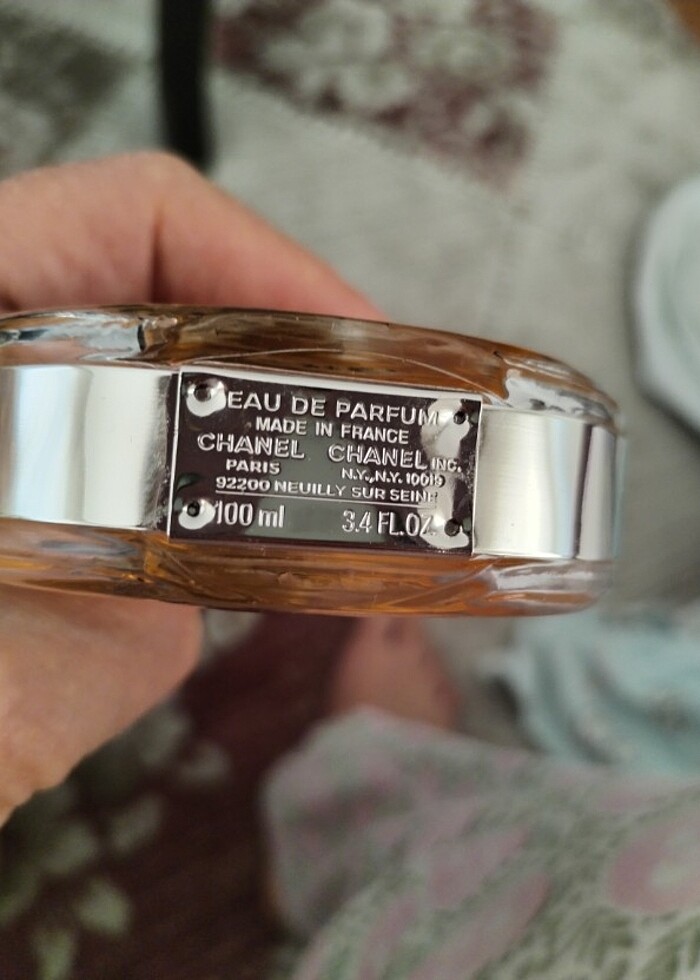 EAU DE PARFUM
MADE IN FRANCE
CHANEL CHANEL INC.
PARIS N.Y., N.Y. 10019
92200 NEUILLY SUR SEINE
100 ml 3.4 FL.OZ